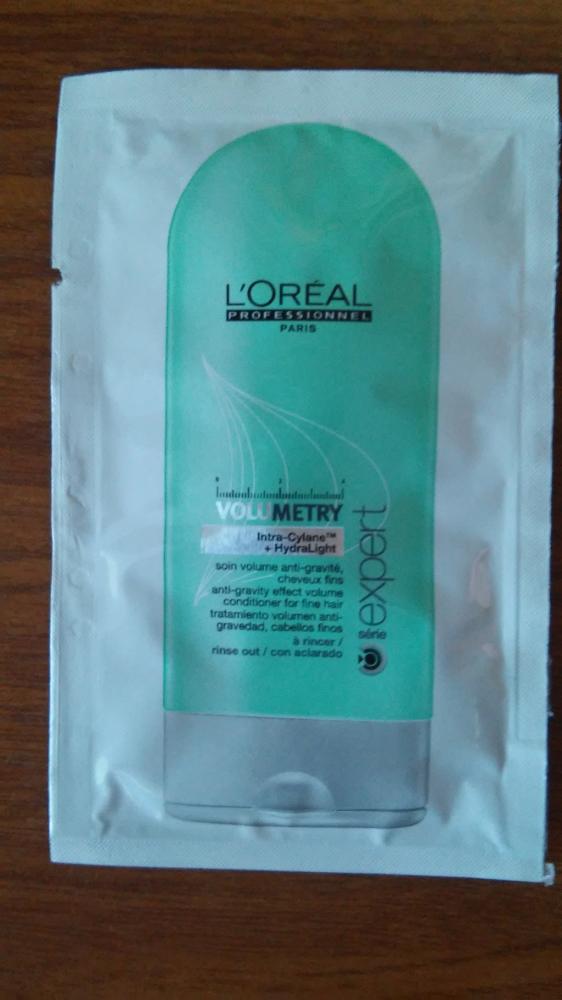 L'ORÉAL
PROFESSIONNEL
PARIS
VOLUMETRY
Intra-Cylane™
+ HydraLight
soin volume anti-gravité,
cheveux fins
anti-gravity effect volume
conditioner for fine hair
tratamiento volumen anti-
gravedad, cabellos finos
à rincer /
rinse out / con aclarado
série
expert